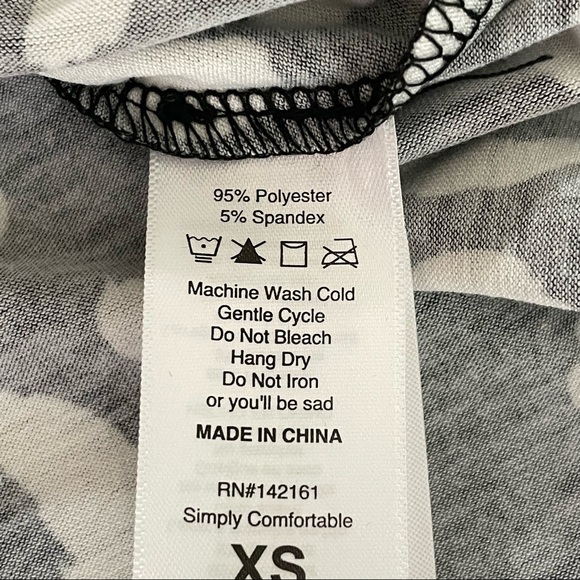 95% Polyester
5% Spandex
Machine Wash Cold
Gentle Cycle
Do Not Bleach
Hang Dry
Do Not Iron
or you'll be sad
MADE IN CHINA
RN#142161
Simply Comfortable
XS